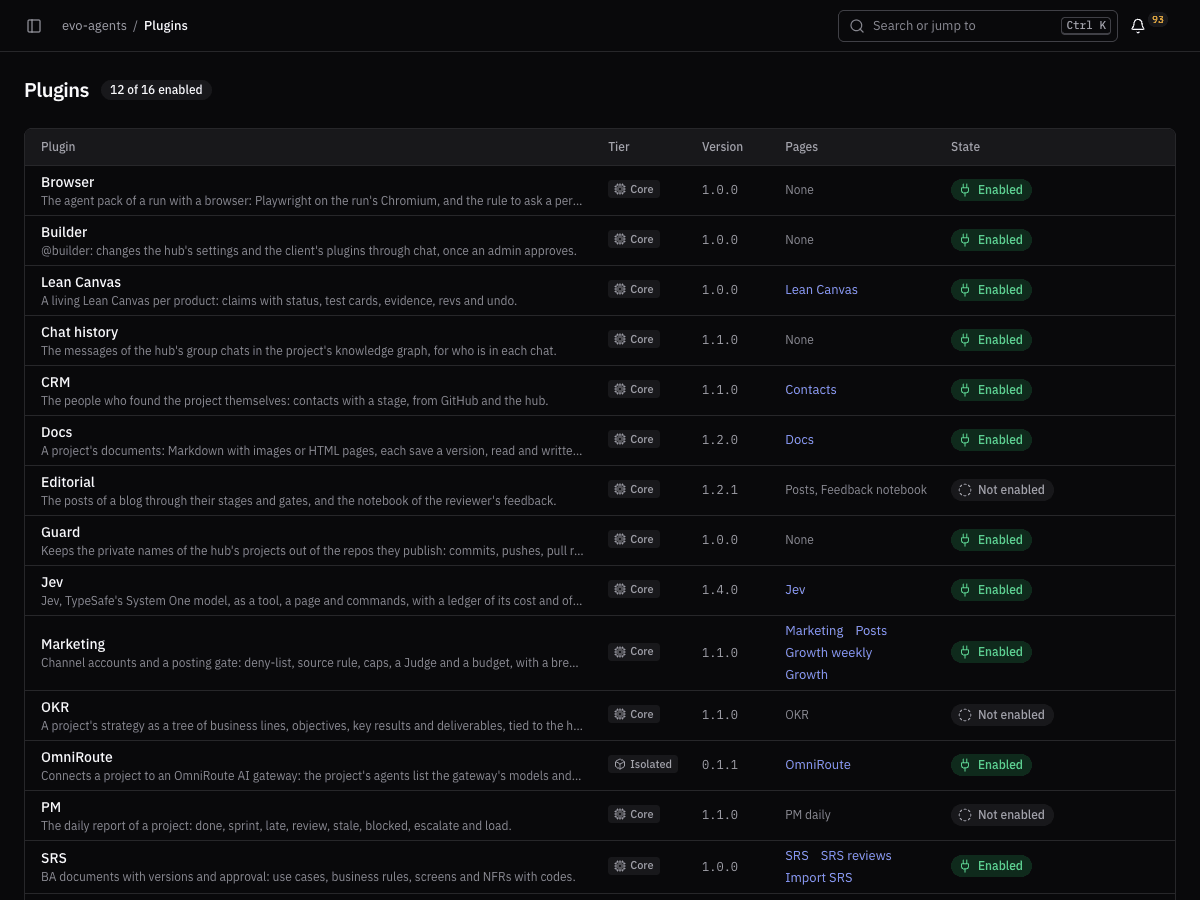 evo-agents / Plugins
Search or jump to
Ctrl K
93
Plugins
12 of 16 enabled
Plugin Tier Version Pages State
Browser
The agent pack of a run with a browser: Playwright on the run's Chromium, and the rule to ask a per...
Core 1.0.0 None Enabled
Builder
@builder: changes the hub's settings and the client's plugins through chat, once an admin approves.
Core 1.0.0 None Enabled
Lean Canvas
A living Lean Canvas per product: claims with status, test cards, evidence, revs and undo.
Core 1.0.0 Lean Canvas Enabled
Chat history
The messages of the hub's group chats in the project's knowledge graph, for who is in each chat.
Core 1.1.0 None Enabled
CRM
The people who found the project themselves: contacts with a stage, from GitHub and the hub.
Core 1.1.0 Contacts Enabled
Docs
A project's documents: Markdown with images or HTML pages, each save a version, read and writte...
Core 1.2.0 Docs Enabled
Editorial
The posts of a blog through their stages and gates, and the notebook of the reviewer's feedback.
Core 1.2.1 Posts, Feedback notebook Not enabled
Guard
Keeps the private names of the hub's projects out of the repos they publish: commits, pushes, pull r...
Core 1.0.0 None Enabled
Jev
Jev, TypeSafe's System One model, as a tool, a page and commands, with a ledger of its cost and of...
Core 1.4.0 Jev Enabled
Marketing
Channel accounts and a posting gate: deny-list, source rule, caps, a Judge and a budget, with a bre...
Core 1.1.0 Marketing Posts
Growth weekly
Growth
Enabled
OKR
A project's strategy as a tree of business lines, objectives, key results and deliverables, tied to the h...
Core 1.1.0 OKR Not enabled
OmniRoute
Connects a project to an OmniRoute AI gateway: the project's agents list the gateway's models and...
Isolated 0.1.1 OmniRoute Enabled
PM
The daily report of a project: done, sprint, late, review, stale, blocked, escalate and load.
Core 1.1.0 PM daily Not enabled
SRS
BA documents with versions and approval: use cases, business rules, screens and NFRs with codes.
Core 1.0.0 SRS SRS reviews
Import SRS
Enabled